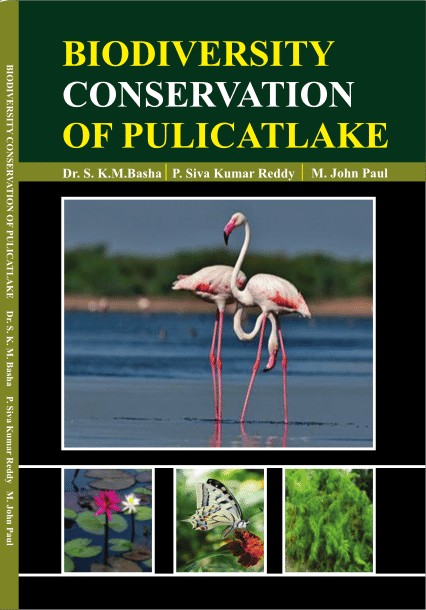 BIODIVERSITY
CONSERVATION
OF PULICATLAKE
Dr. S. K.M.Basha | P. Siva Kumar Reddy | M. John Paul
BIODIVERSITY CONSERVATION OF PULICATLAKE Dr. S. K. M. Basha P. Siva Kumar Reddy M. John Paul